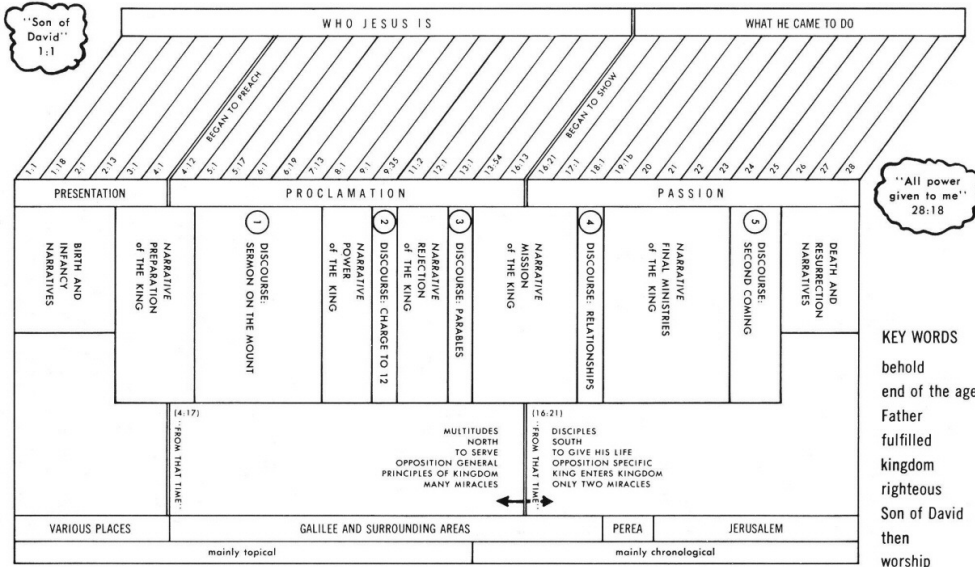 "Son of
David"
1:1
WHO JESUS IS
WHAT HE CAME TO DO
BEGAN TO PREACH
BEGAN TO SHOW
1:1
1:18
2:1
2:13
3:1
4:1
4:12
5:1
5:17
6:1
6:19
7:13
8:1
9:1
9:35
11:2
12:1
13:1
13:54
16:13
16:21
17:1
18:1
19:1b
20
21
22
23
24
25
26
27
28
"All power
given to me"
28:18
PRESENTATION
PROCLAMATION
PASSION
BIRTH AND
INFANCY
NARRATIVES
NARRATIVE
PREPARATION
of THE KING
1
DISCOURSE:
SERMON ON THE MOUNT
NARRATIVE
POWER
of THE KING
2
DISCOURSE: CHARGE TO 12
NARRATIVE
REJECTION
of THE KING
3
DISCOURSE: PARABLES
NARRATIVE
MISSION
of THE KING
4
DISCOURSE: RELATIONSHIPS
NARRATIVE
FINAL MINISTRIES
of THE KING
5
DISCOURSE:
SECOND COMING
DEATH AND
RESURRECTION
NARRATIVES
(4:17)
"FROM THAT TIME"
MULTITUDES
NORTH
TO SERVE
OPPOSITION GENERAL
PRINCIPLES OF KINGDOM
MANY MIRACLES
(16:21)
"FROM THAT TIME"
DISCIPLES
SOUTH
TO GIVE HIS LIFE
OPPOSITION SPECIFIC
KING ENTERS KINGDOM
ONLY TWO MIRACLES
VARIOUS PLACES
GALILEE AND SURROUNDING AREAS
PEREA
JERUSALEM
mainly topical
mainly chronological
KEY WORDS
behold
end of the age
Father
fulfilled
kingdom
righteous
Son of David
then
worship